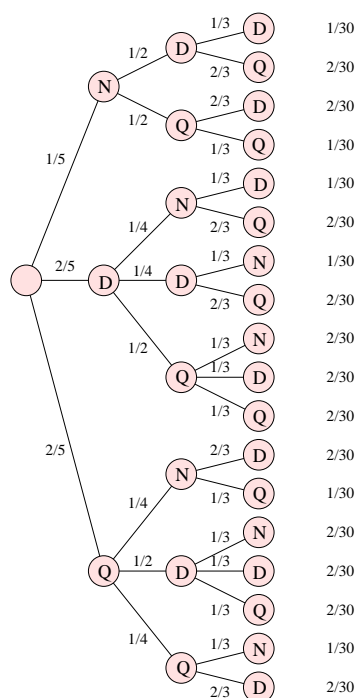 1/3 D 1/30
1/2 D
2/3 Q 2/30
N
2/3 D 2/30
1/2 Q
1/3 Q 1/30
1/5
1/3 D 1/30
N
1/4 2/3 Q 2/30
1/3 N 1/30
2/5 D 1/4 D
2/3 Q 2/30
1/2 1/3 N 2/30
Q 1/3 D 2/30
1/3 Q 2/30
2/5 2/3 D 2/30
N
1/4 1/3 Q 1/30
1/3 N 2/30
Q 1/2 D 1/3 D 2/30
1/3 Q 2/30
1/4 1/3 N 1/30
Q
2/3 D 2/30